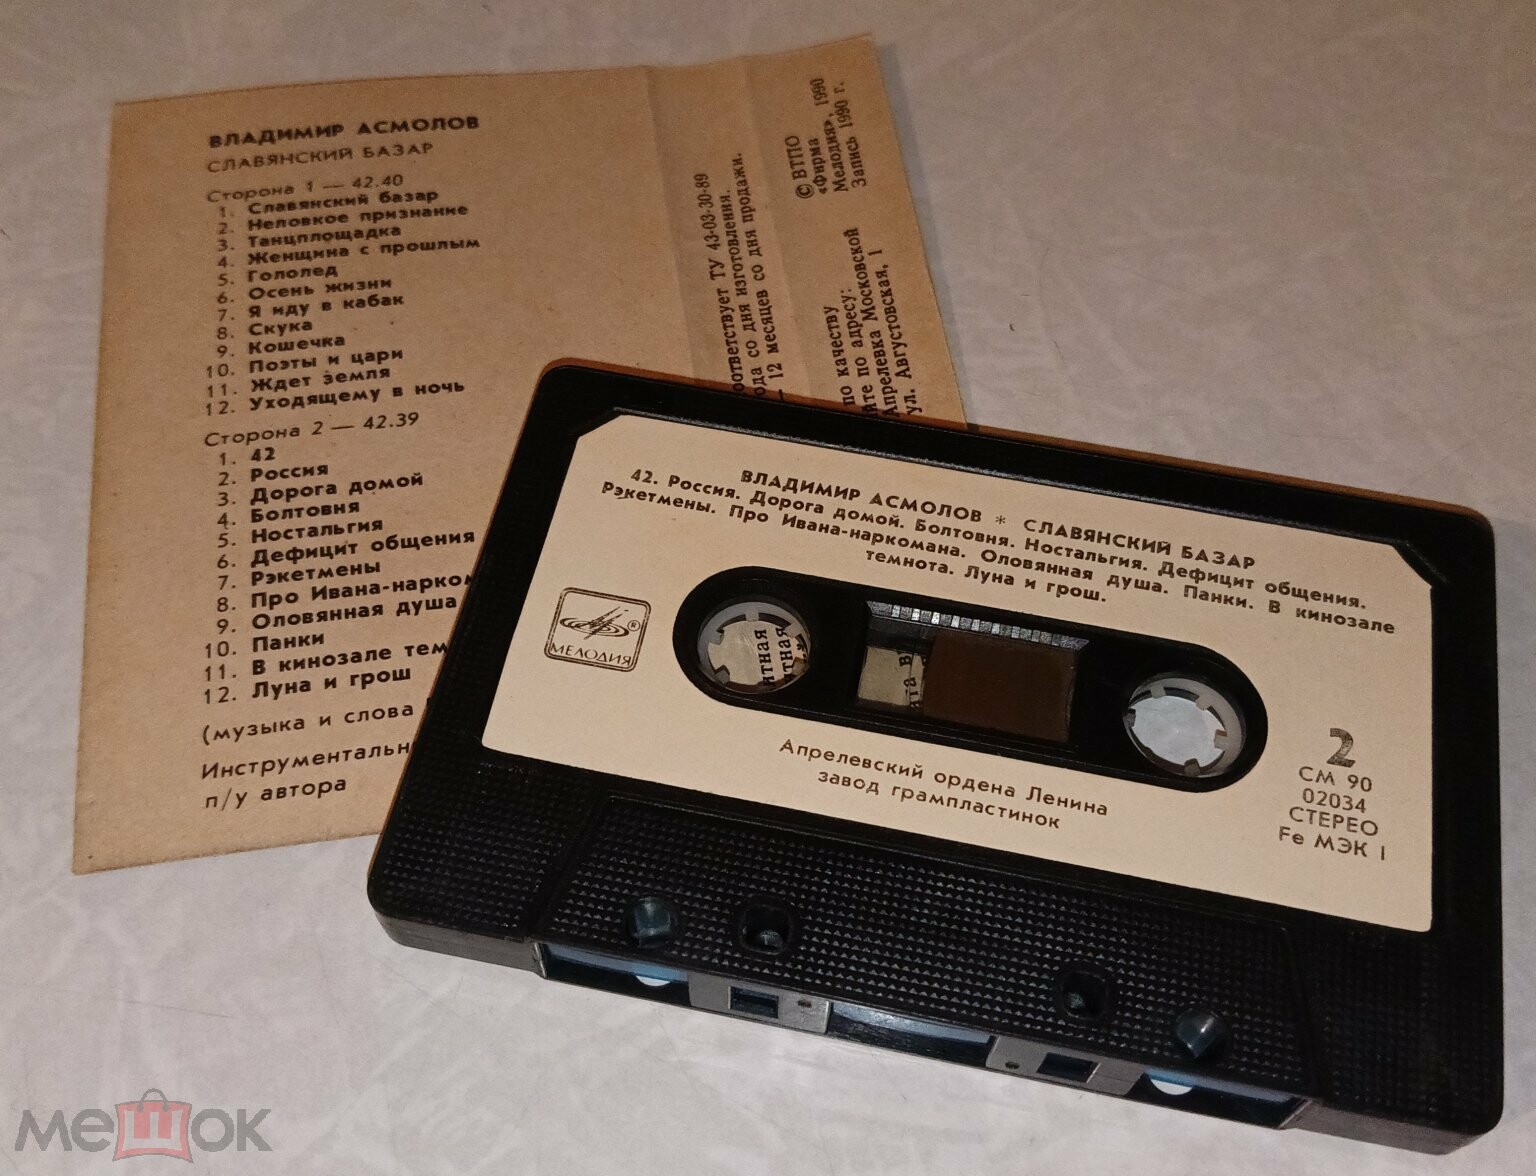 ВЛАДИМИР АСМОЛОВ
СЛАВЯНСКИЙ БАЗАР
Сторона 1 — 42.40
1. Славянский базар
2. Неловкое признание
3. Танцплощадка
4. Женщина с прошлым
5. Гололед
6. Осень жизни
7. Я иду в кабак
8. Скука
9. Кошечка
10. Поэты и цари
11. Ждет земля
12. Уходящему в ночь
Сторона 2 — 42.39
1. 42
2. Россия
3. Дорога домой
4. Болтовня
5. Ностальгия
6. Дефицит общения
7. Рэкетмены
8. Про Ивана-нарком
9. Оловянная душа
10. Панки
11. В кинозале тем
12. Луна и грош
(музыка и слова
Инструментальн
п/у автора
оответствует ТУ 43-03-30-89
ода со дня изготовления.
— 12 месяцев со дня продажи.
по качеству
йте по адресу:
Апрелевка Московской
ул. Августовская, 1
© ВТПО
«Фирма
Мелодия», 1990
Запись 1990 г.
ВЛАДИМИР АСМОЛОВ * СЛАВЯНСКИЙ БАЗАР
42. Россия. Дорога домой. Болтовня. Ностальгия. Дефицит общения.
Рэкетмены. Про Ивана-наркомана. Оловянная душа. Панки. В кинозале
темнота. Луна и грош.
МЕЛОДИЯ ®
итная
итная
та в
Апрелевский ордена Ленина
завод грампластинок
2
СМ 90
02034
СТЕРЕО
Fe МЭК I
мешок